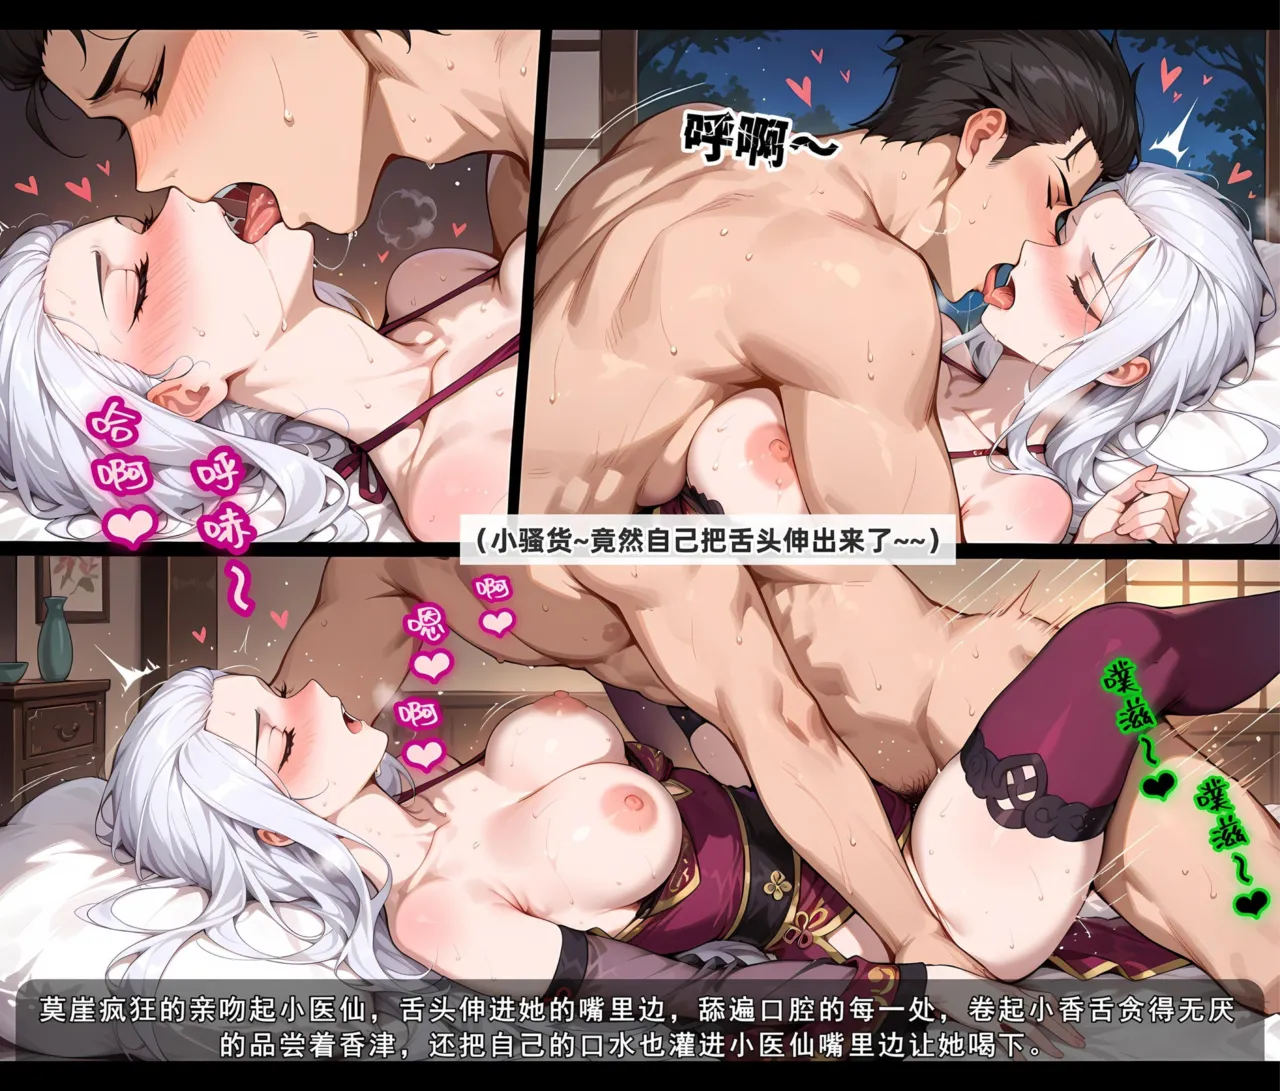 哈啊♥
呼哧～
呼啊～
（小骚货~竟然自己把舌头伸出来了~~）
啊♥
嗯♥
啊♥
噗滋～♥
噗滋～♥
莫崖疯狂的亲吻起小医仙，舌头伸进她的嘴里边，舔遍口腔的每一处，卷起小香舌贪得无厌
的品尝着香津，还把自己的口水也灌进小医仙嘴里边让她喝下。